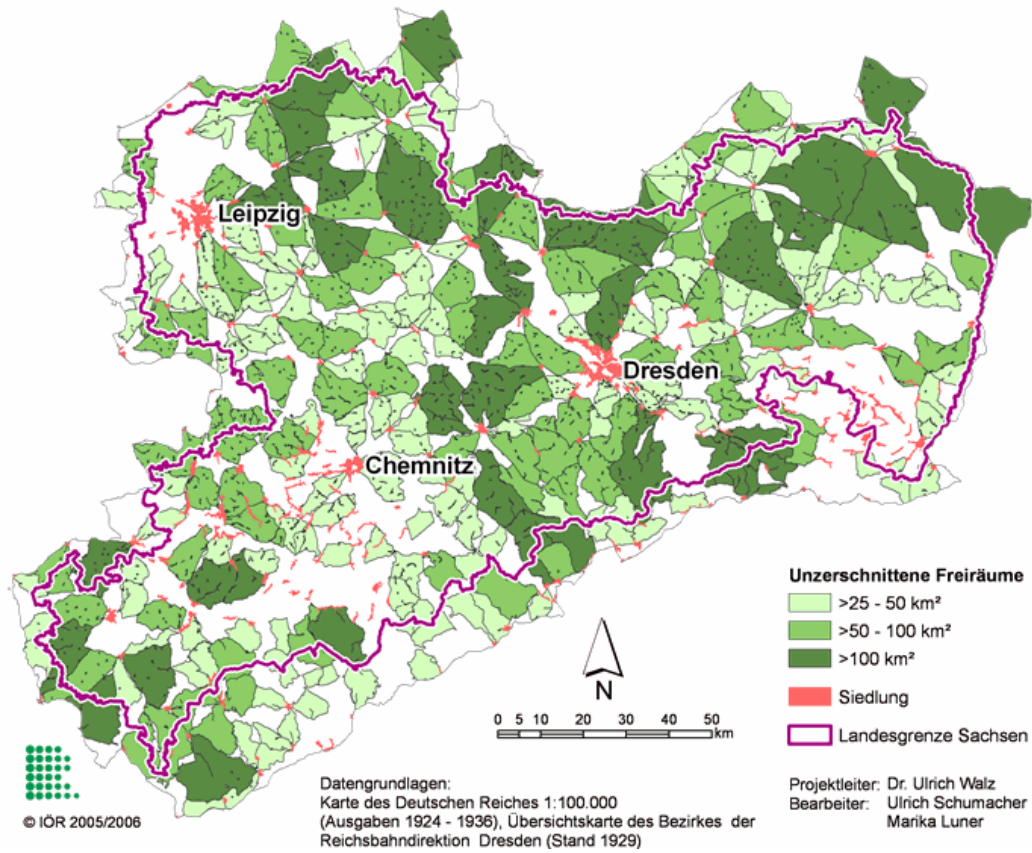 Leipzig
Dresden
Chemnitz
Unzerschnittene Freiräume
>25 - 50 km²
>50 - 100 km²
>100 km²
Siedlung
Landesgrenze Sachsen
N
0 5 10 20 30 40 50
km
Projektleiter: Dr. Ulrich Walz
Bearbeiter: Ulrich Schumacher
Marika Luner
Datengrundlagen:
Karte des Deutschen Reiches 1:100.000
(Ausgaben 1924 - 1936), Übersichtskarte des Bezirkes der
Reichsbahndirektion Dresden (Stand 1929)
© IÖR 2005/2006